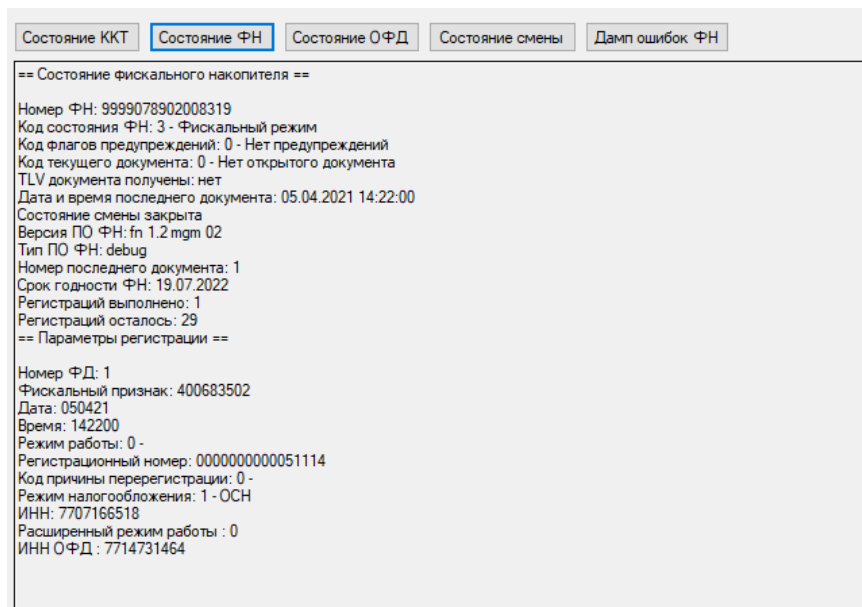 Состояние ККТ Состояние ФН Состояние ОФД Состояние смены Дамп ошибок ФН
== Состояние фискального накопителя ==
Номер ФН: 9999078902008319
Код состояния ФН: 3 - Фискальный режим
Код флагов предупреждений: 0 - Нет предупреждений
Код текущего документа: 0 - Нет открытого документа
TLV документа получены: нет
Дата и время последнего документа: 05.04.2021 14:22:00
Состояние смены закрыта
Версия ПО ФН: fn 1.2 mgm 02
Тип ПО ФН: debug
Номер последнего документа: 1
Срок годности ФН: 19.07.2022
Регистраций выполнено: 1
Регистраций осталось: 29
== Параметры регистрации ==
Номер ФД: 1
Фискальный признак: 400683502
Дата: 050421
Время: 142200
Режим работы: 0 -
Регистрационный номер: 0000000000051114
Код причины перерегистрации: 0 -
Режим налогообложения: 1 - ОСН
ИНН: 7707166518
Расширенный режим работы : 0
ИНН ОФД : 7714731464